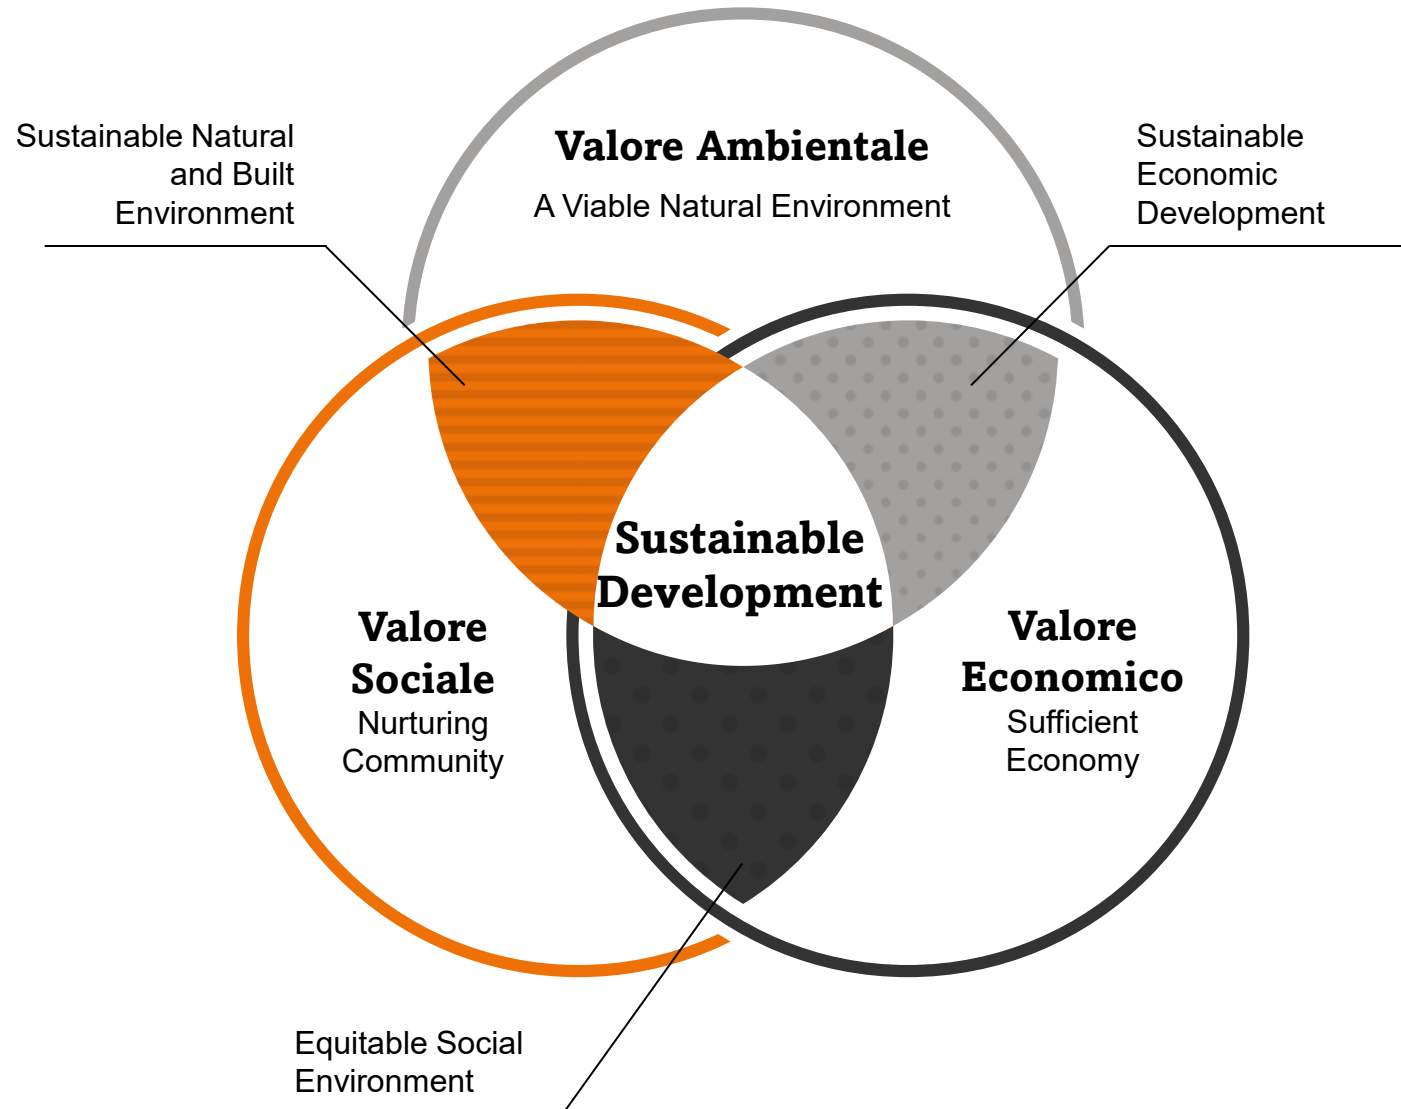 Sustainable Natural
and Built
Environment
Valore Ambientale
A Viable Natural Environment
Sustainable
Economic
Development
Sustainable
Development
Valore
Sociale
Nurturing
Community
Valore
Economico
Sufficient
Economy
Equitable Social
Environment